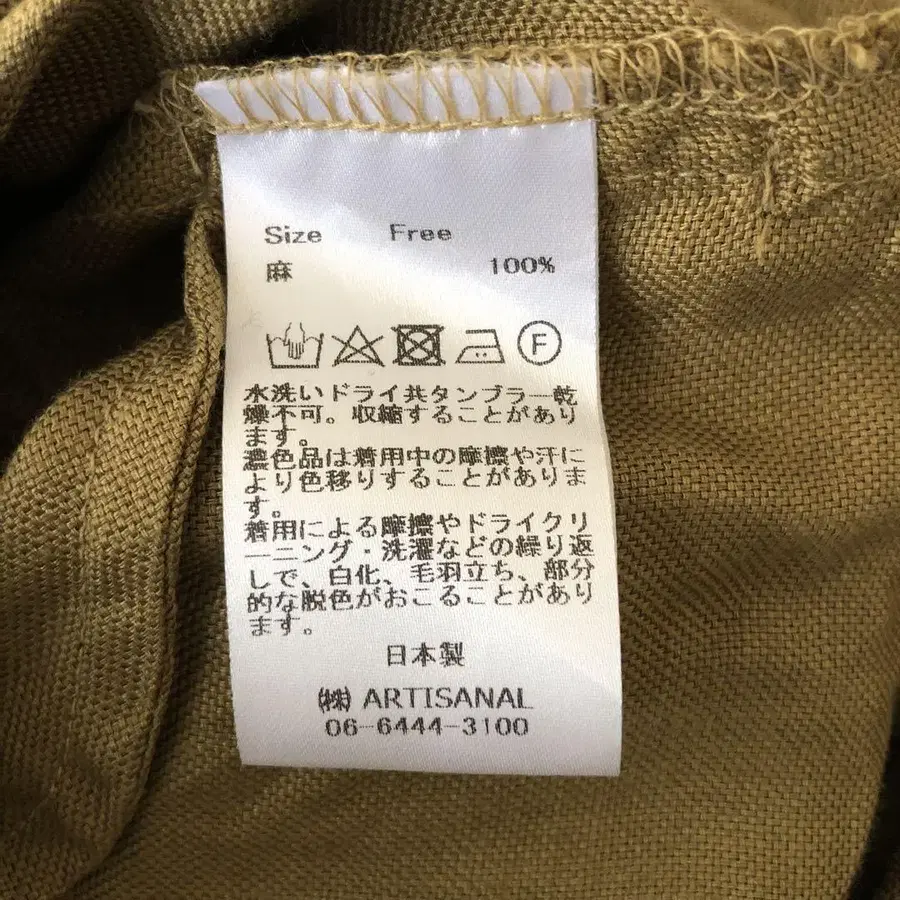 Size Free
麻 100%
F
水洗いドライ共タンブラー乾
燥不可。収縮することがあり
ます。
濃色品は着用中の摩擦や汗に
より色移りすることがありま
す。
着用による摩擦やドライクリ
ーニング・洗濯などの繰り返
しで、白化、毛羽立ち、部分
的な脱色がおこることがあり
ます。
日本製
㈱ ARTISANAL
06-6444-3100